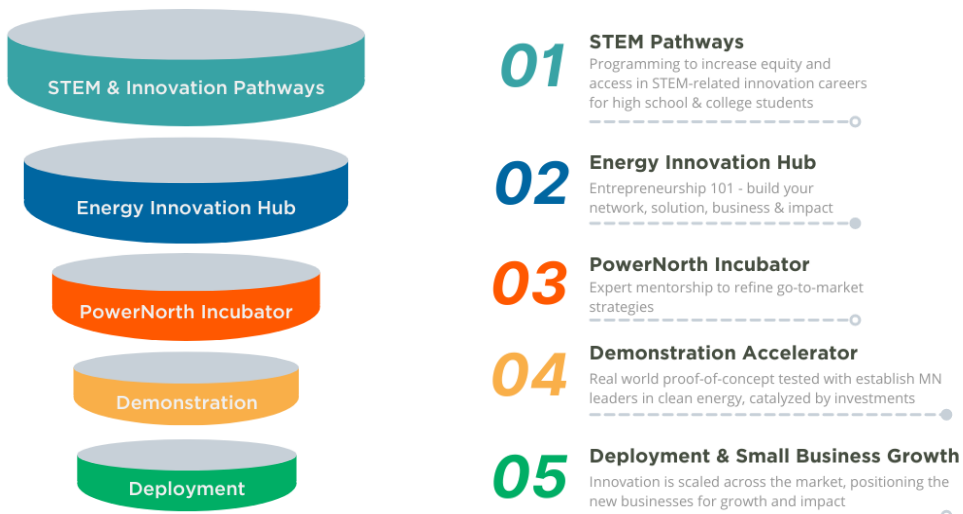 STEM & Innovation Pathways
Energy Innovation Hub
PowerNorth Incubator
Demonstration
Deployment
01
STEM Pathways
Programming to increase equity and
access in STEM-related innovation careers
for high school & college students
02
Energy Innovation Hub
Entrepreneurship 101 - build your
network, solution, business & impact
03
PowerNorth Incubator
Expert mentorship to refine go-to-market
strategies
04
Demonstration Accelerator
Real world proof-of-concept tested with establish MN
leaders in clean energy, catalyzed by investments
05
Deployment & Small Business Growth
Innovation is scaled across the market, positioning the
new businesses for growth and impact